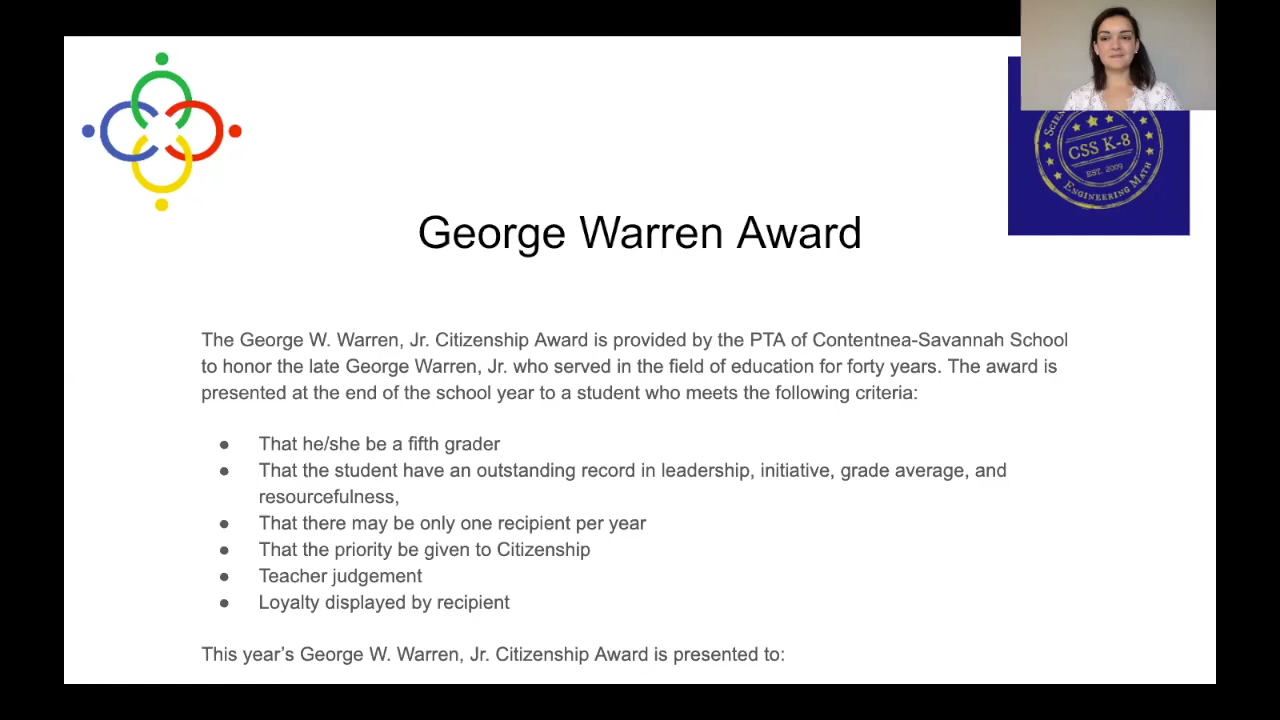 CSS K-8
EST. 2009
ENGINEERING MATH
George Warren Award
The George W. Warren, Jr. Citizenship Award is provided by the PTA of Contentnea-Savannah School
to honor the late George Warren, Jr. who served in the field of education for forty years. The award is
presented at the end of the school year to a student who meets the following criteria:
● That he/she be a fifth grader
● That the student have an outstanding record in leadership, initiative, grade average, and
resourcefulness,
● That there may be only one recipient per year
● That the priority be given to Citizenship
● Teacher judgement
● Loyalty displayed by recipient
This year’s George W. Warren, Jr. Citizenship Award is presented to: